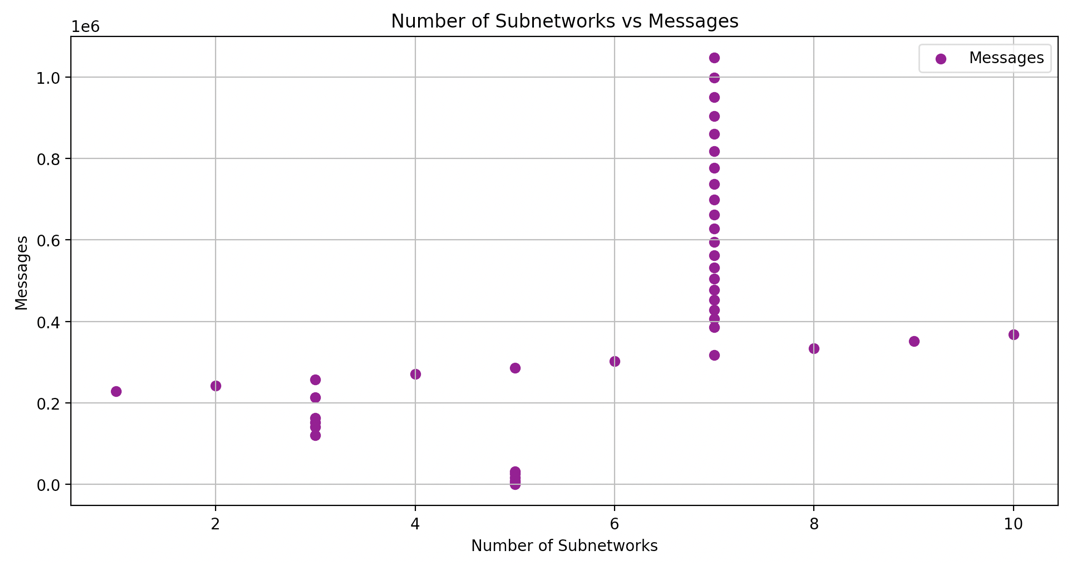 Number of Subnetworks vs Messages
1e6
Messages
1.0
0.8
0.6
0.4
0.2
0.0
Messages
2 4 6 8 10
Number of Subnetworks